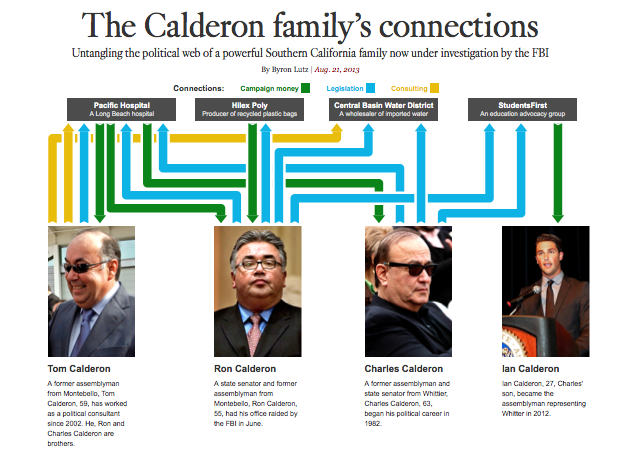 The Calderon family's connections
Untangling the political web of a powerful Southern California family now under investigation by the FBI
By Byron Lutz | Aug. 21, 2013
Connections: Campaign money Legislation Consulting
Pacific Hospital
A Long Beach hospital
Hilex Poly
Producer of recycled plastic bags
Central Basin Water District
A wholesaler of imported water
StudentsFirst
An education advocacy group
Tom Calderon
A former assemblyman
from Montebello, Tom
Calderon, 59, has worked
as a political consultant
since 2002. He, Ron and
Charles Calderon are
brothers.
Ron Calderon
A state senator and former
assemblyman from
Montebello, Ron Calderon,
55, had his office raided by
the FBI in June.
Charles Calderon
A former assemblyman and
state senator from Whittier,
Charles Calderon, 63,
began his political career in
1982.
Ian Calderon
Ian Calderon, 27, Charles'
son, became the
assemblyman representing
Whitter in 2012.